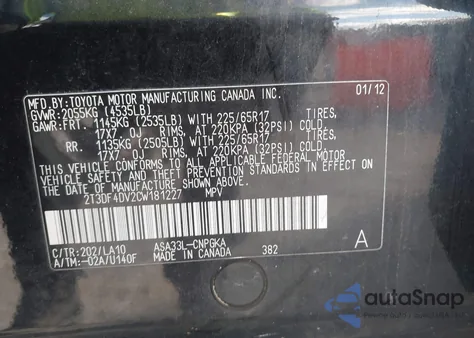 MFD.BY:TOYOTA MOTOR MANUFACTURING CANADA INC. 01/12
GVWR: 2055KG (4535LB)
GAWR:FRT. 1145KG (2535LB) WITH 225/65R17 TIRES,
17X7 OJ RIMS, AT 220KPA (32PSI) COLD.
RR. 1135KG (2505LB) WITH 225/65R17 TIRES,
17X7 OJ RIMS, AT 220KPA (32PSI) COLD.
THIS VEHICLE CONFORMS TO ALL APPLICABLE FEDERAL MOTOR
VEHICLE SAFETY AND THEFT PREVENTION STANDARDS IN EFFECT ON
THE DATE OF MANUFACTURE SHOWN ABOVE.
2T3DF4DV2CW181227 MPV
C/TR:202/LA10 ASA33L-CNPGKA A
A/TM:-02A/U140F MADE IN CANADA 382
autoSnap